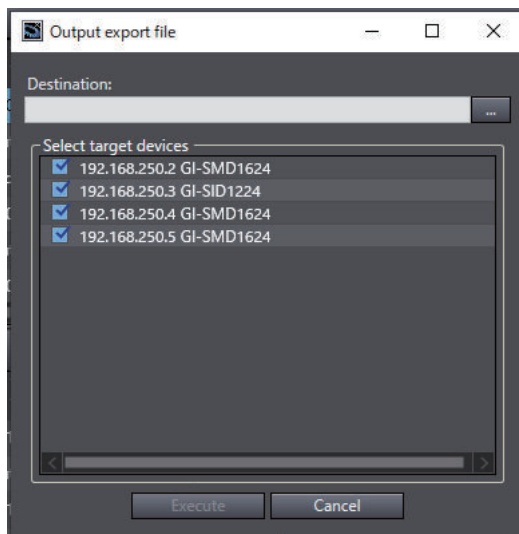 Output export file
Destination:
...
Select target devices
192.168.250.2 GI-SMD1624
192.168.250.3 GI-SID1224
192.168.250.4 GI-SMD1624
192.168.250.5 GI-SMD1624
Execute
Cancel